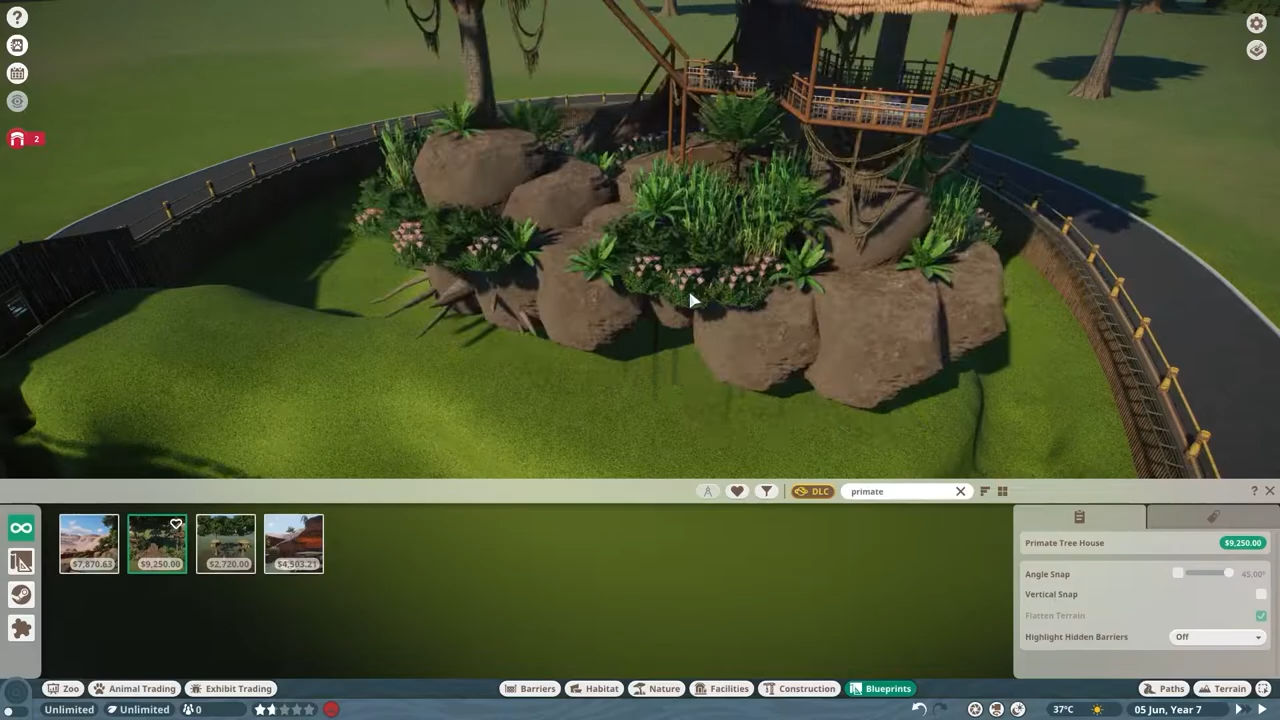 ?
2
DLC
primate
?
$7,870.63
$9,250.00
$2,720.00
$4,503.21
Primate Tree House
$9,250.00
Angle Snap
45.00°
Vertical Snap
Flatten Terrain
Highlight Hidden Barriers
Off
Zoo
Animal Trading
Exhibit Trading
Barriers
Habitat
Nature
Facilities
Construction
Blueprints
Paths
Terrain
Unlimited
Unlimited
0
37°C
05 Jun, Year 7